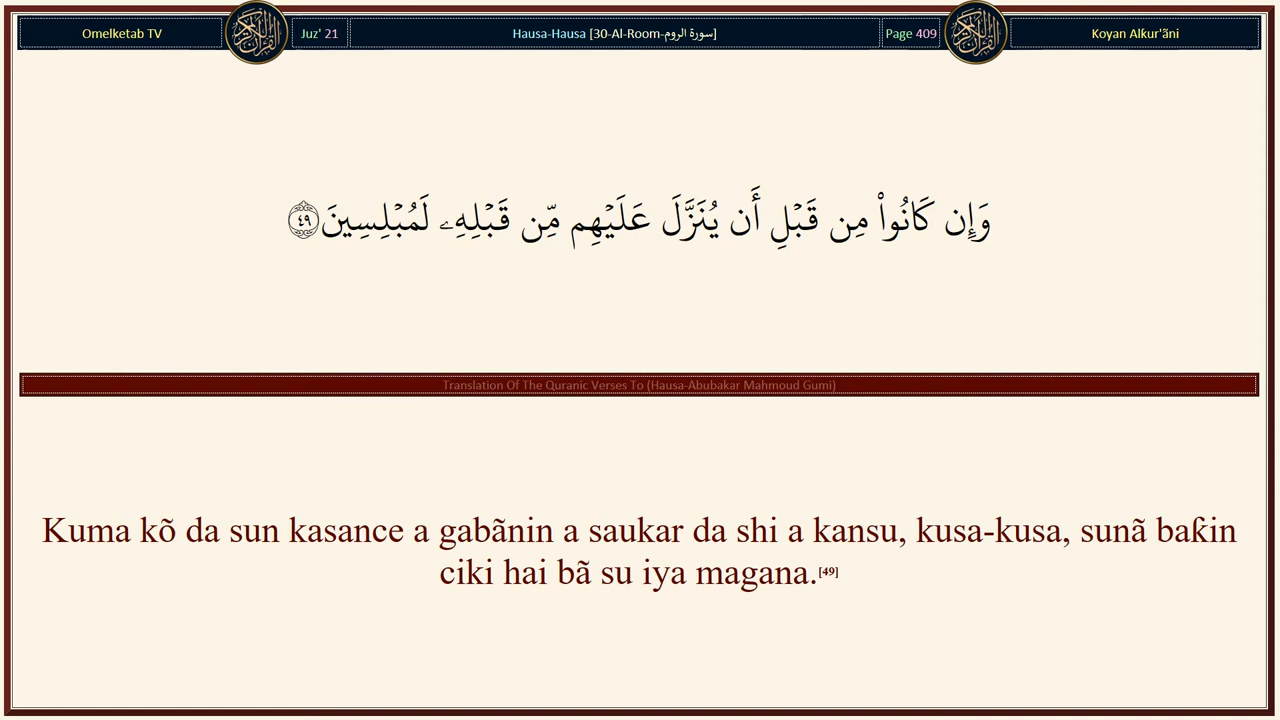 Omelketab TV
Juz' 21
Hausa-Hausa [30-Al-Room-سورة الروم]
Page 409
Koyan Alƙur'ãni
وَإِن كَانُواْ مِن قَبۡلِ أَن يُنَزَّلَ عَلَيۡهِم مِّن قَبۡلِهِۦ لَمُبۡلِسِينَ ٤٩
Translation Of The Quranic Verses To (Hausa-Abubakar Mahmoud Gumi)
Kuma kõ da sun kasance a gabãnin a saukar da shi a kansu, kusa-kusa, sunã baƙin
ciki hai bã su iya magana.[49]